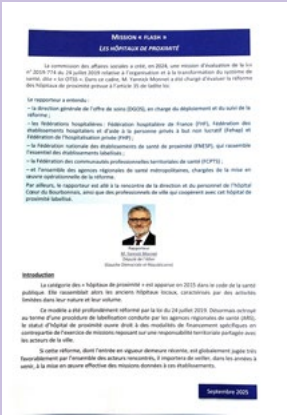 MISSION « FLASH »
LES HÔPITAUX DE PROXIMITÉ
La commission des affaires sociales a créé, en 2024, une mission d'évaluation de la loi
n° 2019-774 du 24 juillet 2019 relative à l'organisation et à la transformation du système de
santé, dite « loi OTSS ». Dans ce cadre, M. Yannick Monnet a été chargé d'évaluer la réforme
des hôpitaux de proximité prévue à l'article 35 de ladite loi.
Le rapporteur a entendu :
- la direction générale de l'offre de soins (DGOS), en charge du déploiement et du suivi de la
réforme ;
- les fédérations hospitalières : Fédération hospitalière de France (FHF), Fédération des
établissements hospitaliers et d'aide à la personne privés à but non lucratif (Fehap) et
Fédération de l'hospitalisation privée (FHP) ;
- la Fédération nationale des établissements de santé de proximité (FNESP), qui rassemble
l'essentiel des établissements labellisés ;
- la Fédération des communautés professionnelles territoriales de santé (FCPTS) ;
- et l'ensemble des agences régionales de santé métropolitaines, chargées de la mise en
œuvre opérationnelle de la réforme.
Par ailleurs, le rapporteur est allé à la rencontre de la direction et du personnel de l'hôpital
Cœur du Bourbonnais, ainsi que des professionnels de ville qui coopèrent avec cet hôpital de
proximité labellisé.
Rapporteur
M. Yannick Monnet
Député de l'Allier
(Gauche Démocrate et Républicaine)
Introduction
La catégorie des « hôpitaux de proximité » est apparue en 2015 dans le code de la santé
publique. Elle rassemblait alors les anciens hôpitaux locaux, caractérisés par des activités
limitées dans leur nature et leur volume.
Ce modèle a été profondément réformé par la loi du 24 juillet 2019. Désormais octroyé
au terme d'une procédure de labellisation conduite par les agences régionales de santé (ARS),
le statut d'hôpital de proximité ouvre droit à des modalités de financement spécifiques en
contrepartie de l'exercice de missions reposant sur une responsabilité territoriale partagée avec
les acteurs de la ville.
Si cette réforme, dont l'entrée en vigueur demeure récente, est globalement jugée très
favorablement par l'ensemble des acteurs rencontrés, il importera de veiller, dans les années à
venir, à la mise en œuvre effective des missions données à ces établissements.
Septembre 2025